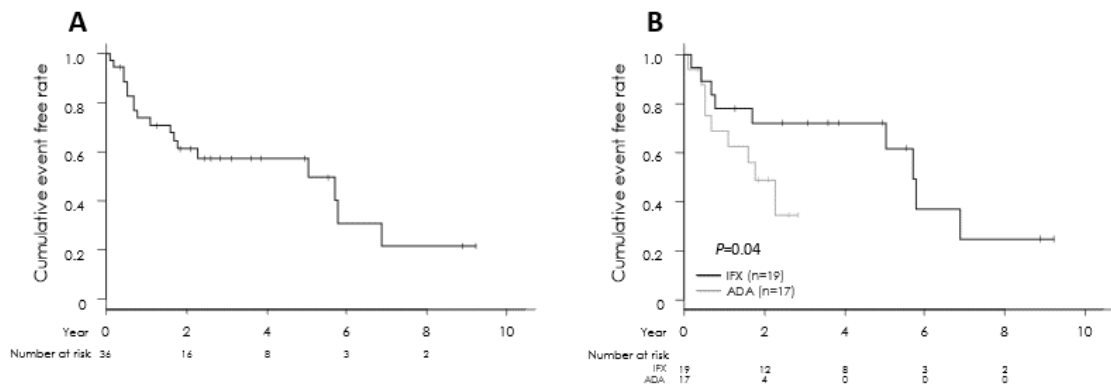 A
Cumulative event free rate
1.0
0.8
0.6
0.4
0.2
0
Year 0 2 4 6 8 10
Number at risk 36 16 8 3 2
B
Cumulative event free rate
1.0
0.8
0.6
0.4
0.2
0
P=0.04
IFX (n=19)
ADA (n=17)
Year 0 2 4 6 8 10
Number at risk
IFX 19 12 8 3 2
ADA 17 4 0 0 0